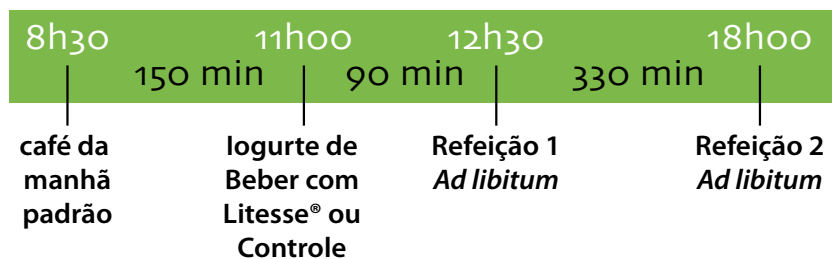 8h30 11h00 12h30 18h00
150 min 90 min 330 min
café da manhã padrão
Iogurte de Beber com Litesse® ou Controle
Refeição 1 Ad libitum
Refeição 2 Ad libitum